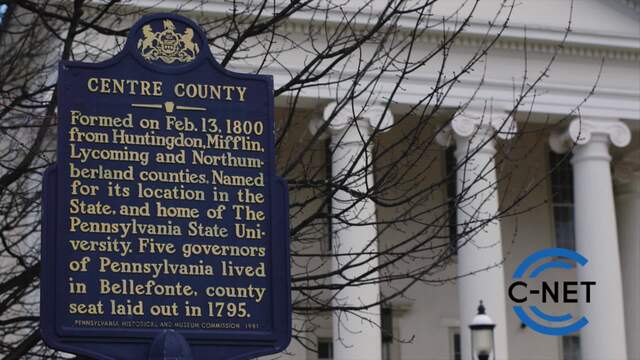 CENTRE COUNTY
Formed on Feb. 13, 1800
from Huntingdon, Mifflin,
Lycoming and Northum-
berland counties. Named
for its location in the
State, and home of The
Pennsylvania State Uni-
versity. Five governors
of Pennsylvania lived
in Bellefonte, county
seat laid out in 1795.
PENNSYLVANIA HISTORICAL AND MUSEUM COMMISSION 1981
C-NET